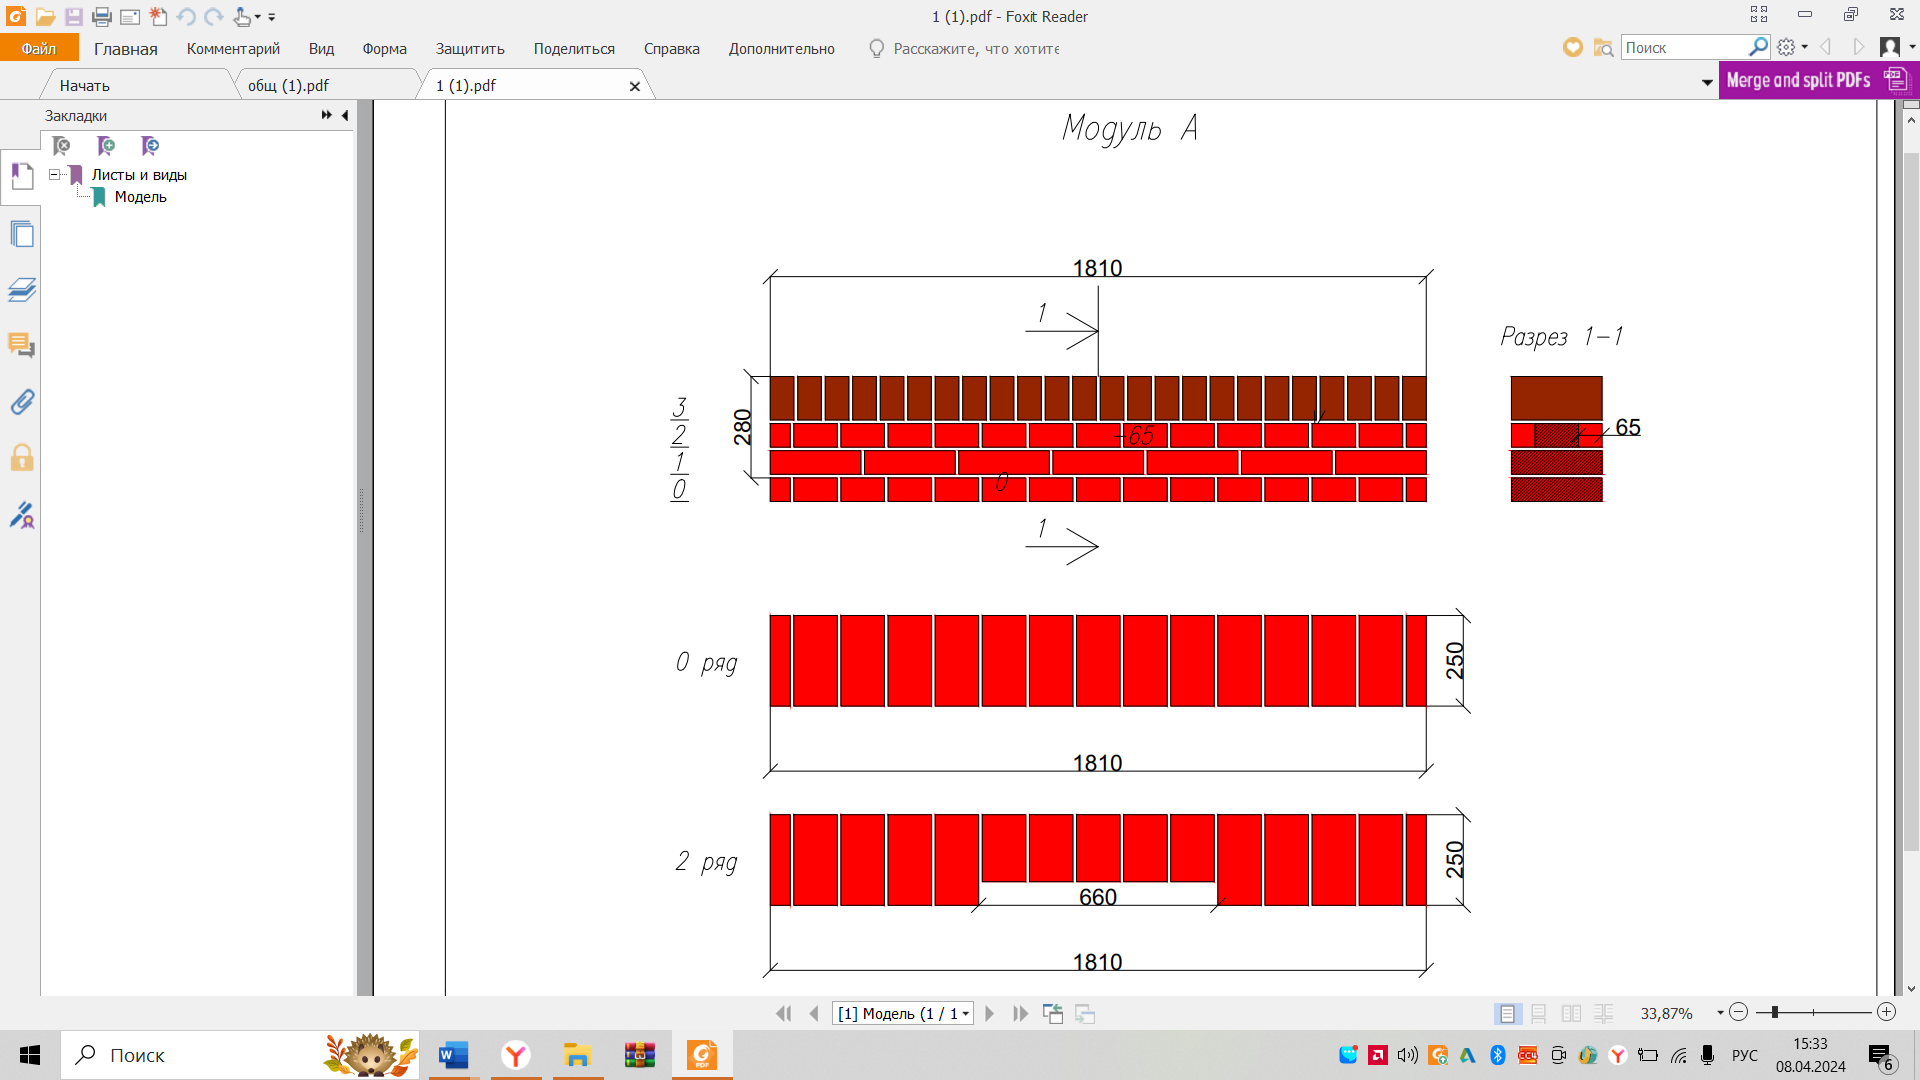 1 (1).pdf - Foxit Reader
Файл Главная Комментарий Вид Форма Защитить Поделиться Справка Дополнительно Расскажите, что хотите Поиск
Начать общ (1).pdf 1 (1).pdf Merge and split PDFs
Закладки
Листы и виды
Модель
Модуль А
1810
1
Разрез 1-1
3
2
1
0
280
-65
0
65
1
0 ряд
250
1810
2 ряд
250
660
1810
[1] Модель (1 / 1 33,87%
Поиск
РУС
15:33
08.04.2024
6